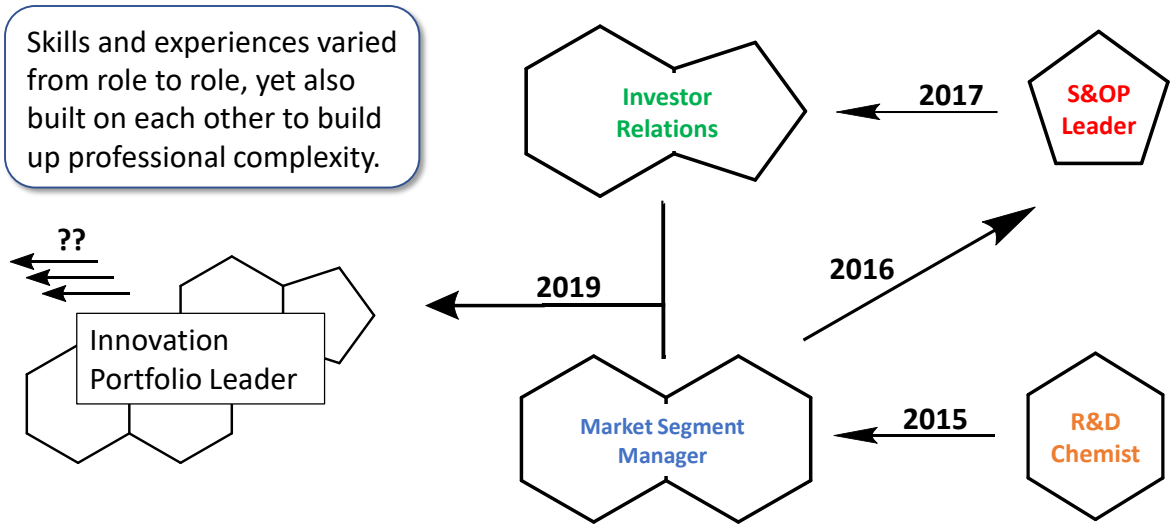 Skills and experiences varied
from role to role, yet also
built on each other to build
up professional complexity.
Investor
Relations
2017
S&OP
Leader
??
2019
2016
Innovation
Portfolio Leader
Market Segment
Manager
2015
R&D
Chemist